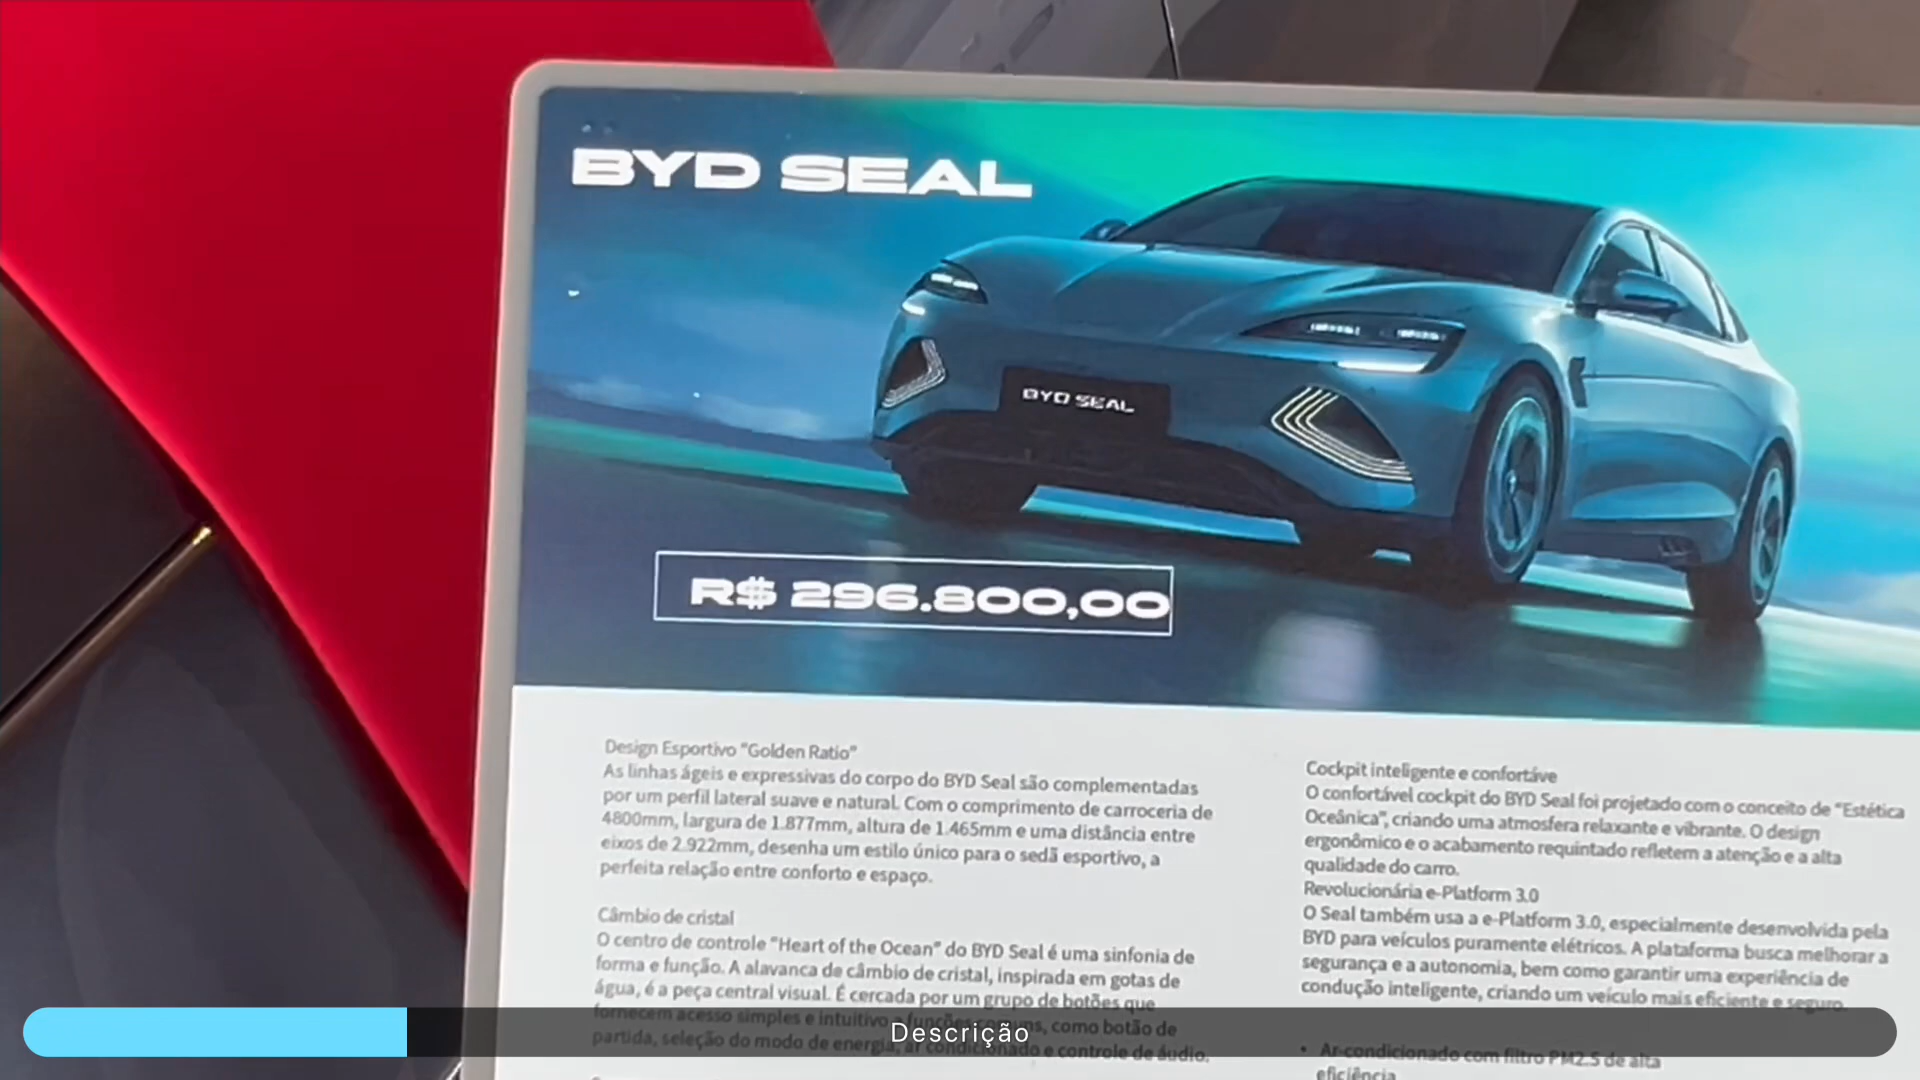 BYD SEAL
BYD SEAL
R$ 296.800,00
Design Esportivo "Golden Ratio"
As linhas ágeis e expressivas do corpo do BYD Seal são complementadas
por um perfil lateral suave e natural. Com o comprimento de carroceria de
4800mm, largura de 1.877mm, altura de 1.465mm e uma distância entre
eixos de 2.922mm, desenha um estilo único para o sedã esportivo, a
perfeita relação entre conforto e espaço.
Câmbio de cristal
O centro de controle "Heart of the Ocean" do BYD Seal é uma sinfonia de
forma e função. A alavanca de câmbio de cristal, inspirada em gotas de
água, é a peça central visual. É cercada por um grupo de botões que
fornecem acesso simples e intuitivo a funções comuns, como botão de
partida, seleção do modo de energia, ar condicionado e controle de áudio.
Cockpit inteligente e confortáve
O confortável cockpit do BYD Seal foi projetado com o conceito de "Estética
Oceânica", criando uma atmosfera relaxante e vibrante. O design
ergonômico e o acabamento requintado refletem a atenção e a alta
qualidade do carro.
Revolucionária e-Platform 3.0
O Seal também usa a e-Platform 3.0, especialmente desenvolvida pela
BYD para veículos puramente elétricos. A plataforma busca melhorar a
segurança e a autonomia, bem como garantir uma experiência de
condução inteligente, criando um veículo mais eficiente e seguro.
• Ar-condicionado com filtro PM2.5 de alta
eficiência
Descrição